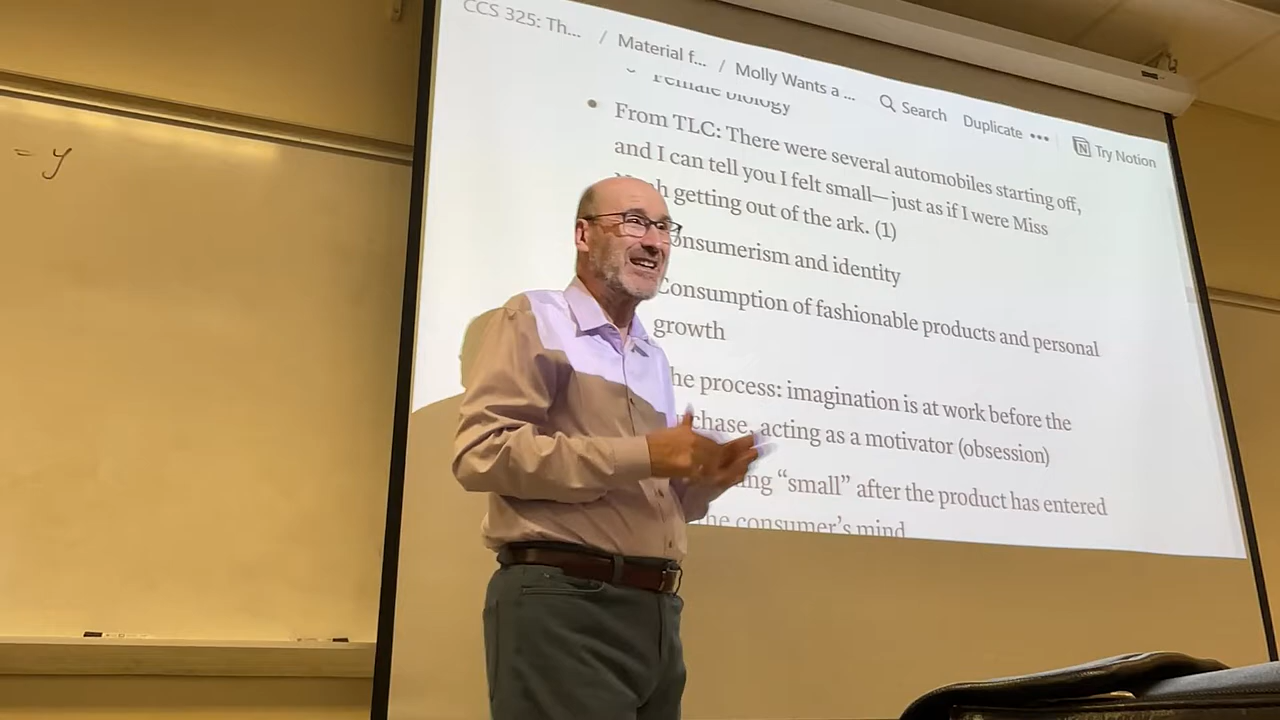 CCS 325: Th... / Material f... / Molly Wants a ... Search Duplicate ••• Try Notion
= y
Female biology
• From TLC: There were several automobiles starting off,
and I can tell you I felt small—just as if I were Miss
getting out of the ark. (1)
onsumerism and identity
Consumption of fashionable products and personal
growth
he process: imagination is at work before the
chase, acting as a motivator (obsession)
ng “small” after the product has entered
he consumer’s mind